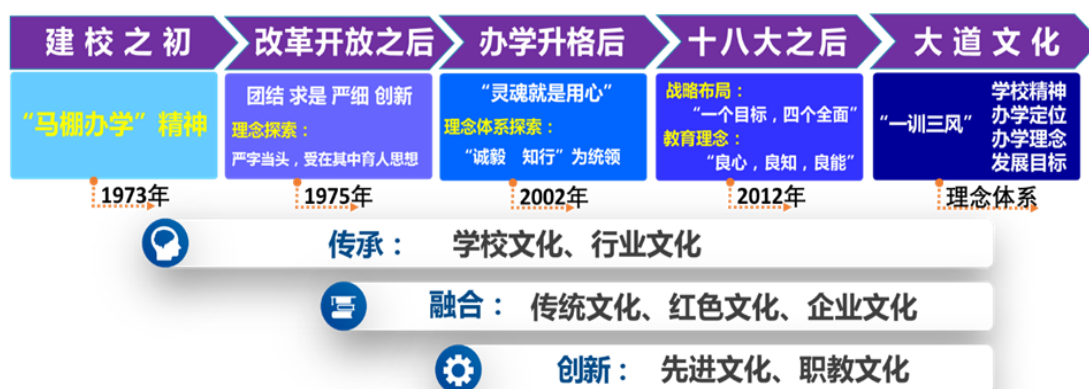 建校之初
改革开放之后
办学升格后
十八大之后
大道文化
“马棚办学”精神
团结 求是 严细 创新
理念探索：
严字当头，受在其中育人思想
“灵魂就是用心”
理念体系探索：
“诚毅 知行”为统领
战略布局：
“一个目标，四个全面”
教育理念：
“良心，良知，良能”
“一训三风”
学校精神
办学定位
办学理念
发展目标
1973年
1975年
2002年
2012年
理念体系
传承： 学校文化、行业文化
融合： 传统文化、红色文化、企业文化
创新： 先进文化、职教文化